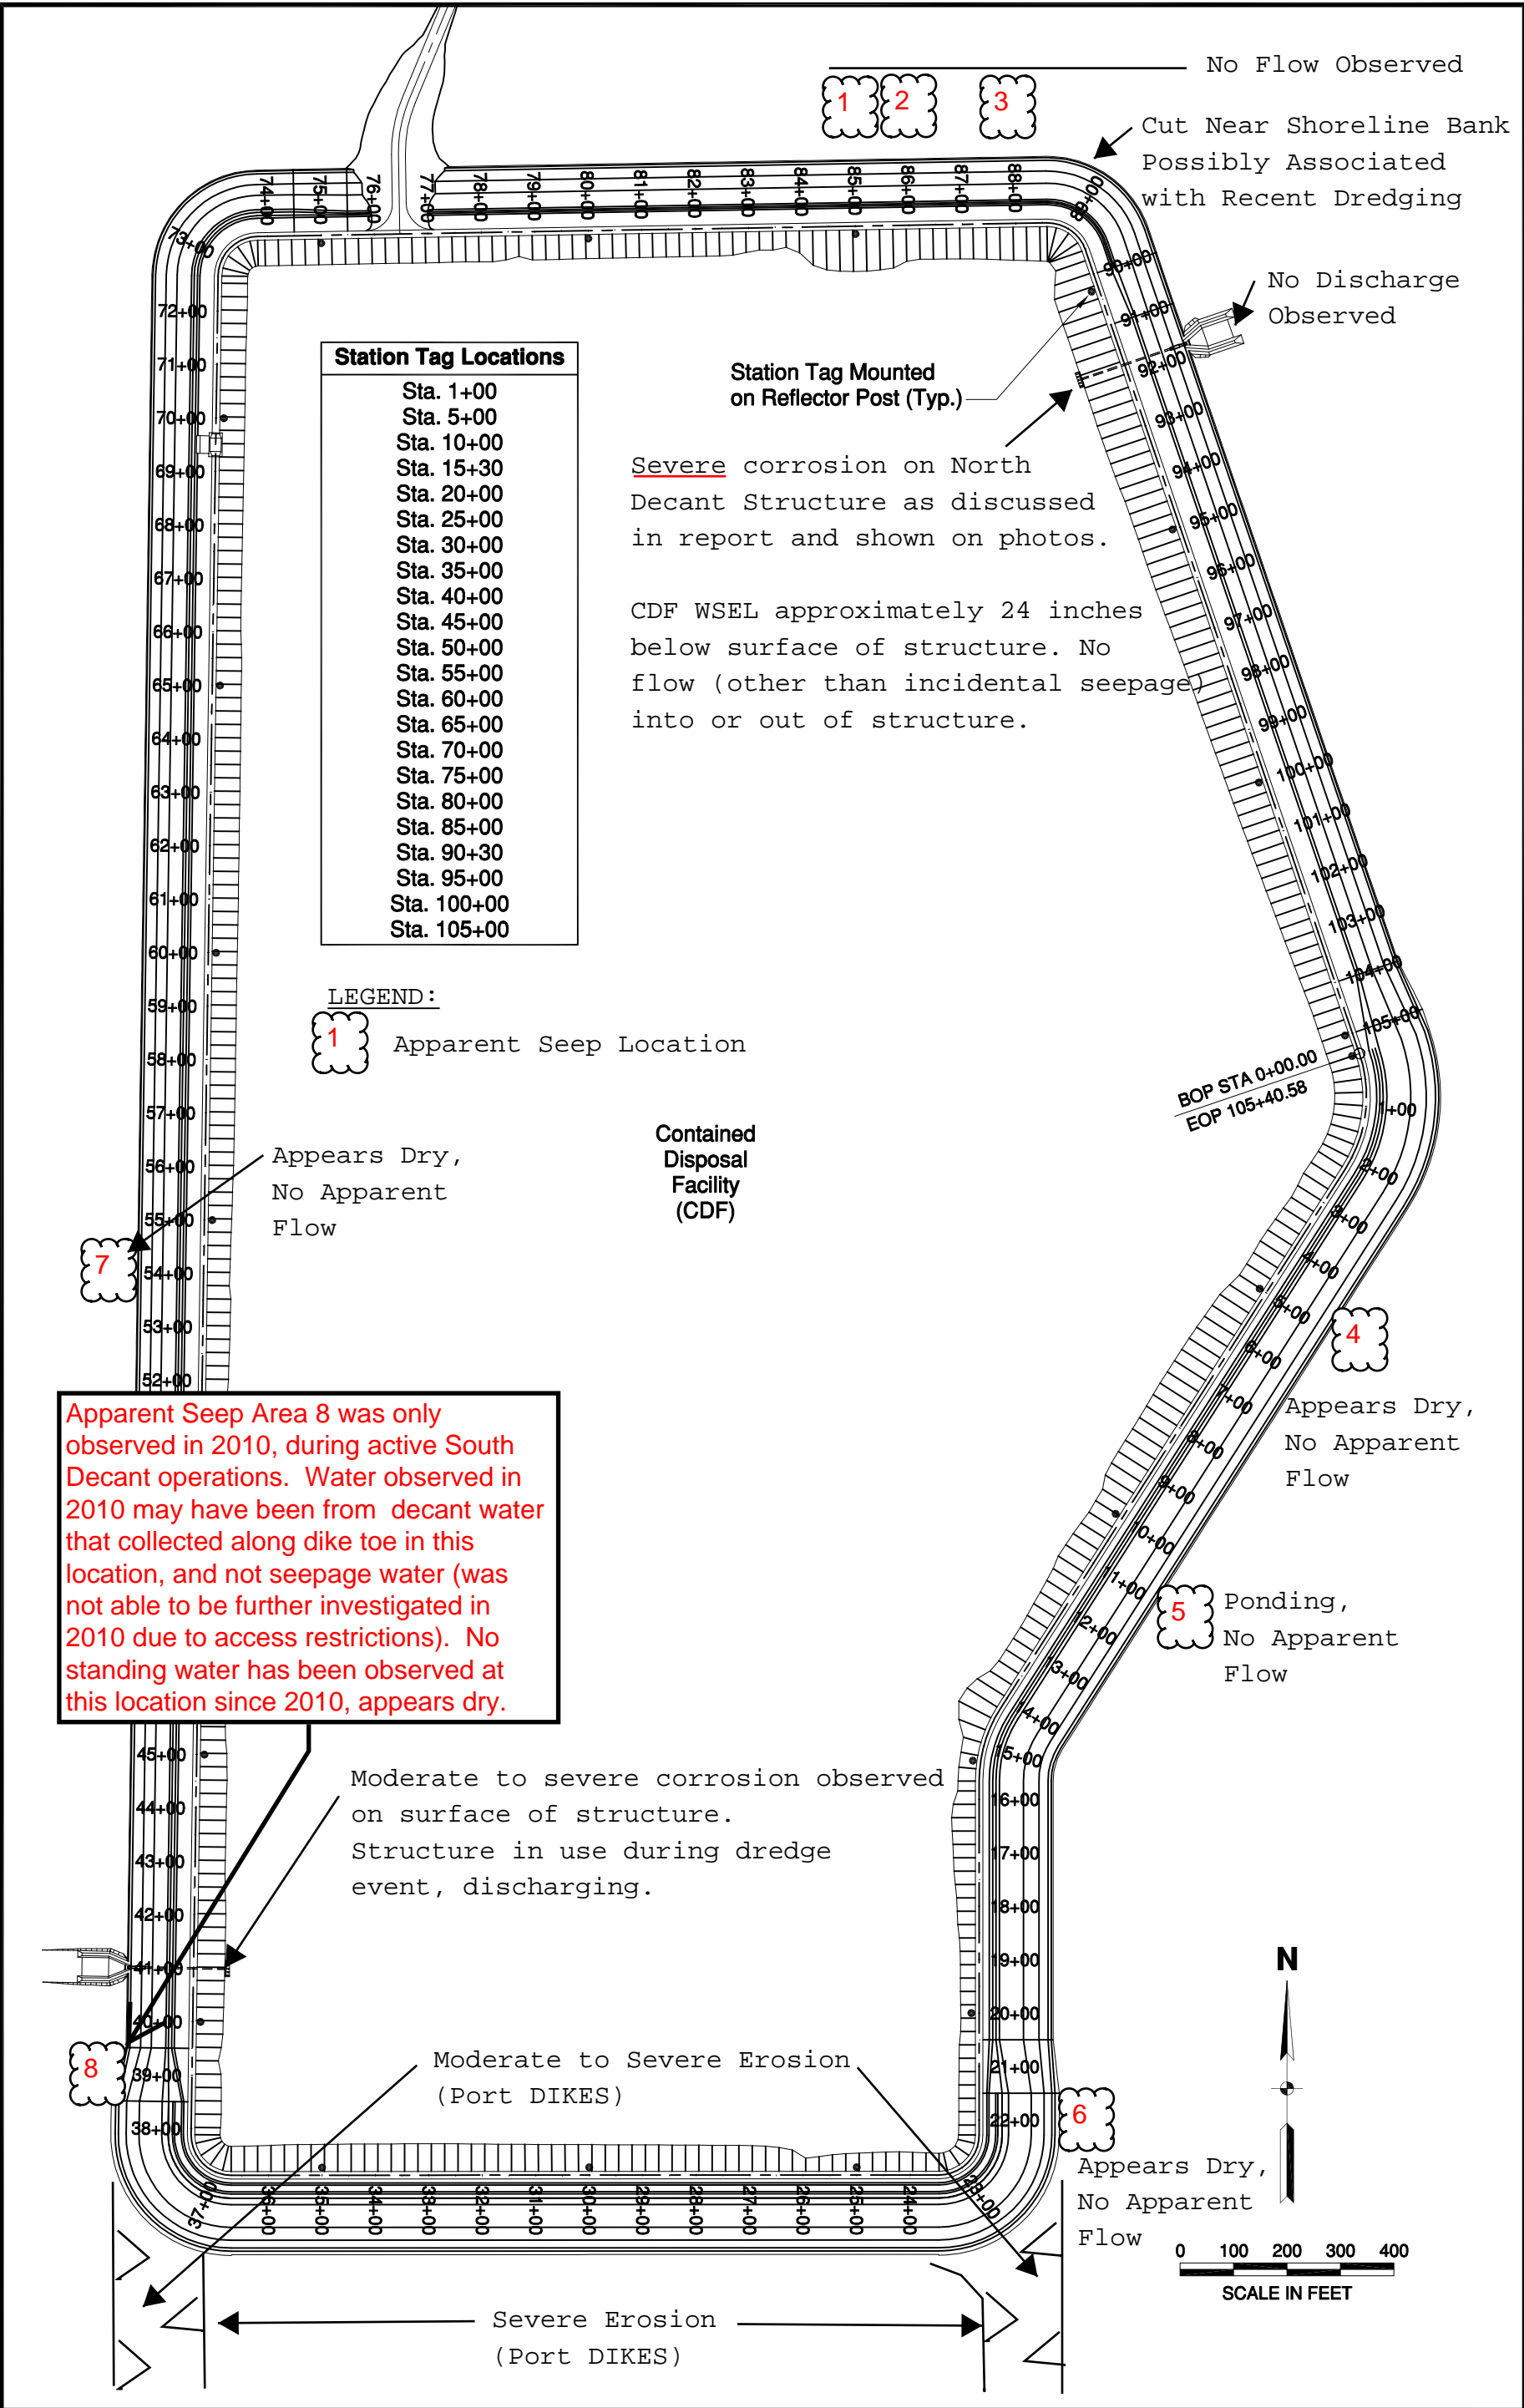 No Flow Observed
1
2
3
Cut Near Shoreline Bank
Possibly Associated
with Recent Dredging
74+00
75+00
76+00
77+00
78+00
79+00
80+00
81+00
82+00
83+00
84+00
85+00
86+00
87+00
88+00
89+00
90+00
91+00
92+00
93+00
94+00
95+00
96+00
97+00
98+00
99+00
100+00
101+00
102+00
103+00
104+00
105+00
No Discharge
Observed
73+00
72+00
71+00
70+00
69+00
68+00
67+00
66+00
65+00
64+00
63+00
62+00
61+00
60+00
59+00
58+00
57+00
56+00
55+00
54+00
53+00
52+00
Station Tag Locations
Sta. 1+00
Sta. 5+00
Sta. 10+00
Sta. 15+30
Sta. 20+00
Sta. 25+00
Sta. 30+00
Sta. 35+00
Sta. 40+00
Sta. 45+00
Sta. 50+00
Sta. 55+00
Sta. 60+00
Sta. 65+00
Sta. 70+00
Sta. 75+00
Sta. 80+00
Sta. 85+00
Sta. 90+30
Sta. 95+00
Sta. 100+00
Sta. 105+00
Station Tag Mounted
on Reflector Post (Typ.)
Severe corrosion on North
Decant Structure as discussed
in report and shown on photos.
CDF WSEL approximately 24 inches
below surface of structure. No
flow (other than incidental seepage)
into or out of structure.
LEGEND:
1
Apparent Seep Location
BOP STA 0+00.00
EOP 105+40.58
Contained
Disposal
Facility
(CDF)
Appears Dry,
No Apparent
Flow
7
1+00
2+00
3+00
4+00
5+00
6+00
7+00
8+00
9+00
10+00
11+00
12+00
13+00
14+00
15+00
16+00
17+00
18+00
19+00
20+00
21+00
22+00
4
Appears Dry,
No Apparent
Flow
Apparent Seep Area 8 was only
observed in 2010, during active South
Decant operations. Water observed in
2010 may have been from decant water
that collected along dike toe in this
location, and not seepage water (was
not able to be further investigated in
2010 due to access restrictions). No
standing water has been observed at
this location since 2010, appears dry.
5
Ponding,
No Apparent
Flow
45+00
44+00
43+00
42+00
41+00
40+00
39+00
38+00
Moderate to severe corrosion observed
on surface of structure.
Structure in use during dredge
event, discharging.
8
Moderate to Severe Erosion
(Port DIKES)
6
Appears Dry,
No Apparent
Flow
37+00
36+00
35+00
34+00
33+00
32+00
31+00
30+00
29+00
28+00
27+00
26+00
25+00
24+00
23+00
Severe Erosion
(Port DIKES)
N
0 100 200 300 400
SCALE IN FEET